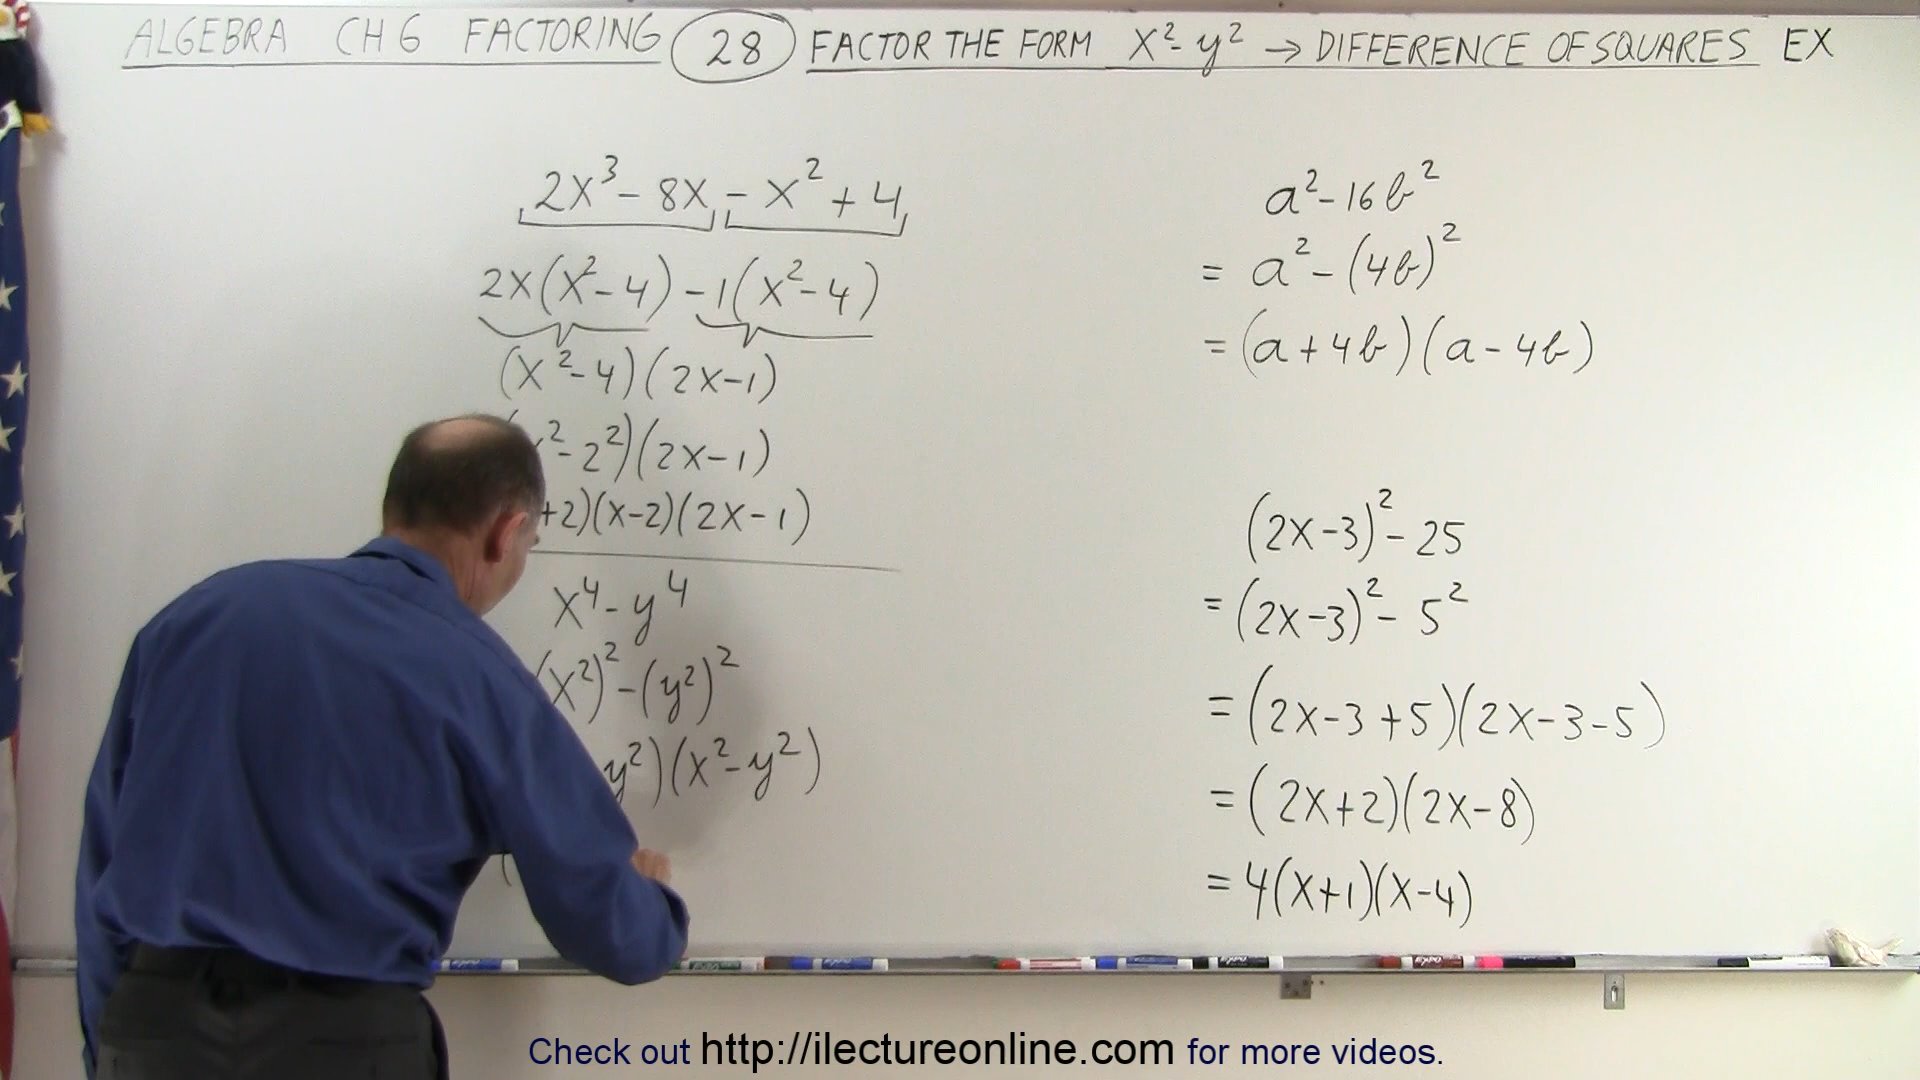 ALGEBRA CH 6 FACTORING 28 FACTOR THE FORM X²-y² → DIFFERENCE OF SQUARES EX
2X³-8X-X²+4
2X(X²-4)-1(X²-4)
(X²-4)(2X-1)
²-2²)(2X-1)
+2)(X-2)(2X-1)
X⁴-y⁴
(X²)²-(y²)²
y²)(X²-y²)
(
a²-16b²
= a²-(4b)²
= (a+4b)(a-4b)
(2X-3)²-25
= (2X-3)²-5²
= (2X-3+5)(2X-3-5)
= (2X+2)(2X-8)
= 4(X+1)(X-4)
Check out http://ilectureonline.com for more videos.